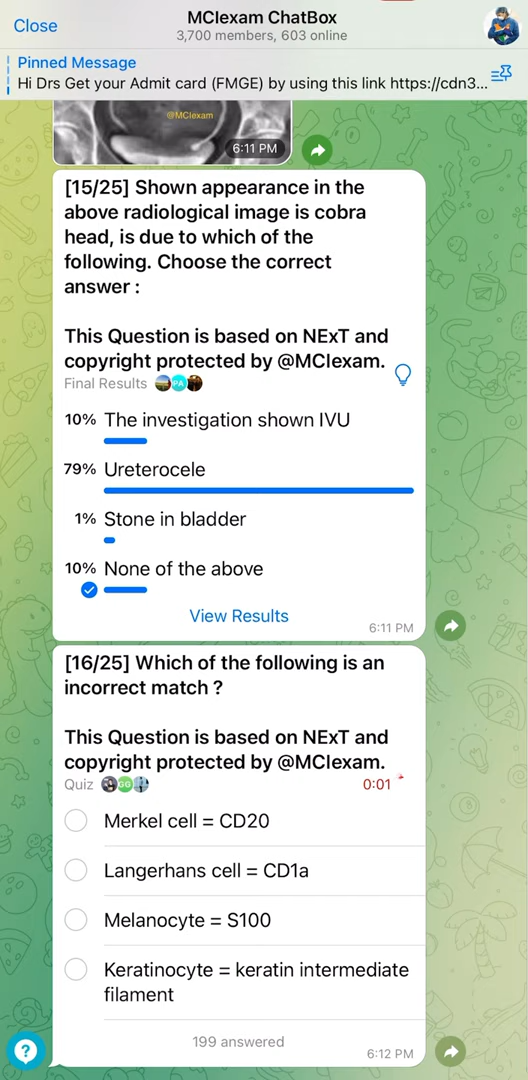 Close
MCIexam ChatBox
3,700 members, 603 online
Pinned Message
Hi Drs Get your Admit card (FMGE) by using this link https://cdn3...
@MCIexam
6:11 PM
[15/25] Shown appearance in the
above radiological image is cobra
head, is due to which of the
following. Choose the correct
answer :
This Question is based on NExT and
copyright protected by @MCIexam.
Final Results
PA
10% The investigation shown IVU
79% Ureterocele
1% Stone in bladder
10% None of the above
View Results
6:11 PM
[16/25] Which of the following is an
incorrect match ?
This Question is based on NExT and
copyright protected by @MCIexam.
Quiz
GG
0:01
Merkel cell = CD20
Langerhans cell = CD1a
Melanocyte = S100
Keratinocyte = keratin intermediate
filament
199 answered
6:12 PM
?